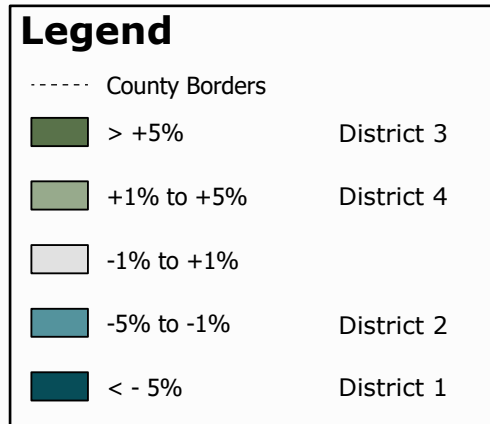 Legend
County Borders
> +5% District 3
+1% to +5% District 4
-1% to +1%
-5% to -1% District 2
< - 5% District 1